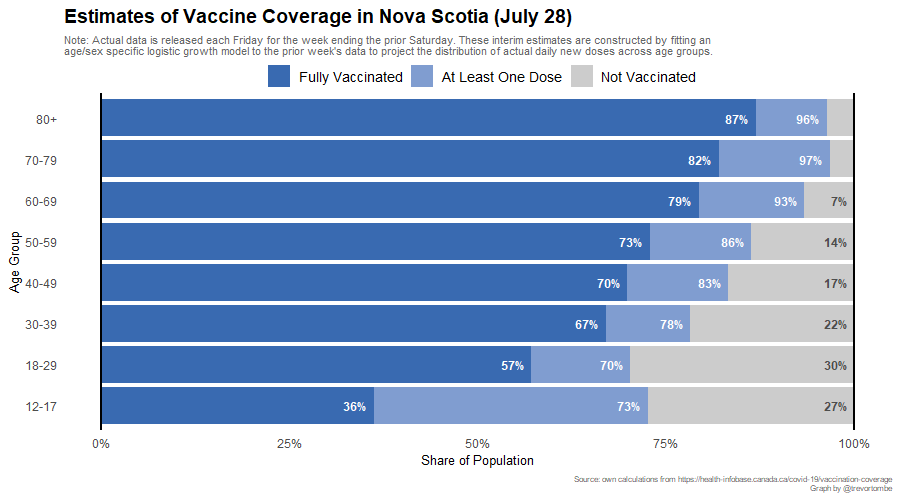 Estimates of Vaccine Coverage in Nova Scotia (July 28)
Note: Actual data is released each Friday for the week ending the prior Saturday. These interim estimates are constructed by fitting an
age/sex specific logistic growth model to the prior week's data to project the distribution of actual daily new doses across age groups.
Fully Vaccinated At Least One Dose Not Vaccinated
80+ 87% 96%
70-79 82% 97%
60-69 79% 93% 7%
50-59 73% 86% 14%
40-49 70% 83% 17%
30-39 67% 78% 22%
18-29 57% 70% 30%
12-17 36% 73% 27%
Age Group
0% 25% 50% 75% 100%
Share of Population
Source: own calculations from https://health-infobase.canada.ca/covid-19/vaccination-coverage
Graph by @trevortombe